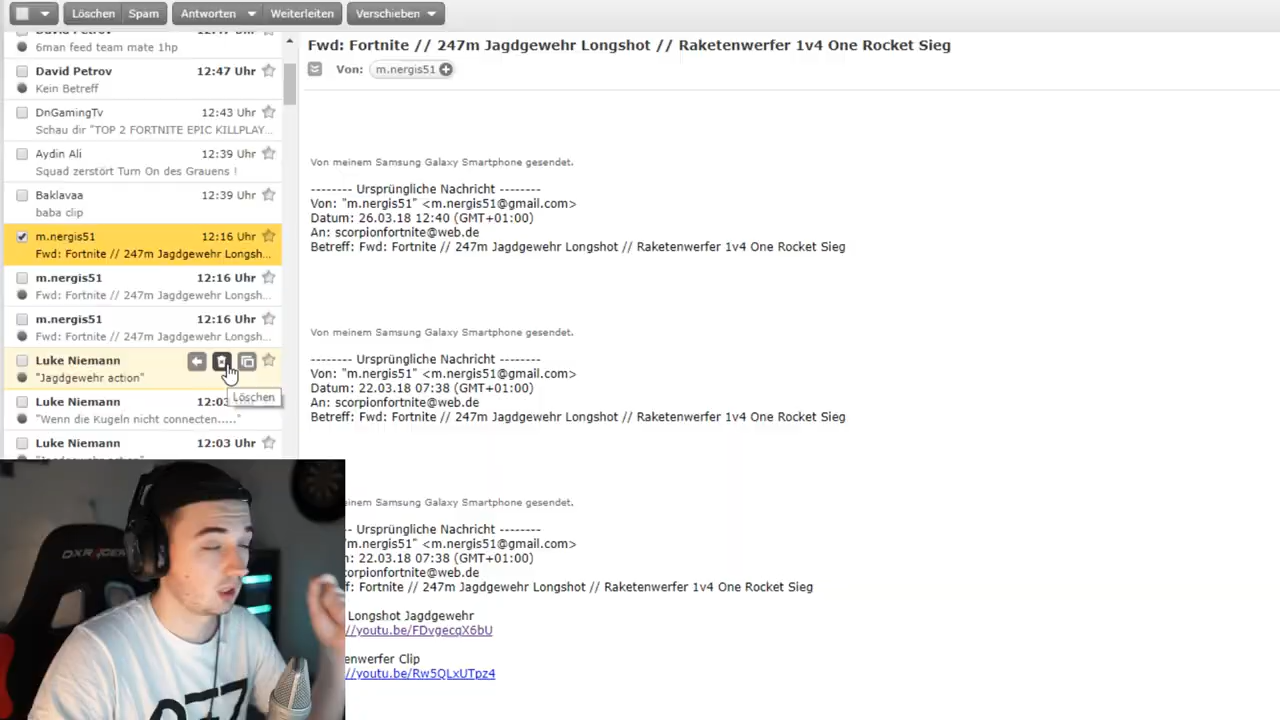 Löschen Spam Antworten Weiterleiten Verschieben
6man feed team mate 1hp
David Petrov 12:47 Uhr
Kein Betreff
DnGamingTv 12:43 Uhr
Schau dir "TOP 2 FORTNITE EPIC KILLPLAY...
Aydin Ali 12:39 Uhr
Squad zerstört Turn On des Grauens !
Baklavaa 12:39 Uhr
baba clip
m.nergis51 12:16 Uhr
Fwd: Fortnite // 247m Jagdgewehr Longsh...
m.nergis51 12:16 Uhr
Fwd: Fortnite // 247m Jagdgewehr Longsh...
m.nergis51 12:16 Uhr
Fwd: Fortnite // 247m Jagdgewehr Longsh...
Luke Niemann
"Jagdgewehr action"
Löschen
Luke Niemann 12:03
"Wenn die Kugeln nicht connecten....."
Luke Niemann 12:03 Uhr
Fwd: Fortnite // 247m Jagdgewehr Longshot // Raketenwerfer 1v4 One Rocket Sieg
Von: m.nergis51
Von meinem Samsung Galaxy Smartphone gesendet.
-------- Ursprüngliche Nachricht --------
Von: "m.nergis51" <m.nergis51@gmail.com>
Datum: 26.03.18 12:40 (GMT+01:00)
An: scorpionfortnite@web.de
Betreff: Fwd: Fortnite // 247m Jagdgewehr Longshot // Raketenwerfer 1v4 One Rocket Sieg
Von meinem Samsung Galaxy Smartphone gesendet.
-------- Ursprüngliche Nachricht --------
Von: "m.nergis51" <m.nergis51@gmail.com>
Datum: 22.03.18 07:38 (GMT+01:00)
An: scorpionfortnite@web.de
Betreff: Fwd: Fortnite // 247m Jagdgewehr Longshot // Raketenwerfer 1v4 One Rocket Sieg
einem Samsung Galaxy Smartphone gesendet.
-- Ursprüngliche Nachricht --------
"m.nergis51" <m.nergis51@gmail.com>
22.03.18 07:38 (GMT+01:00)
corpionfortnite@web.de
Fortnite // 247m Jagdgewehr Longshot // Raketenwerfer 1v4 One Rocket Sieg
Longshot Jagdgewehr
//youtu.be/FDvgecqX6bU
enwerfer Clip
//youtu.be/Rw5QLxUTpz4